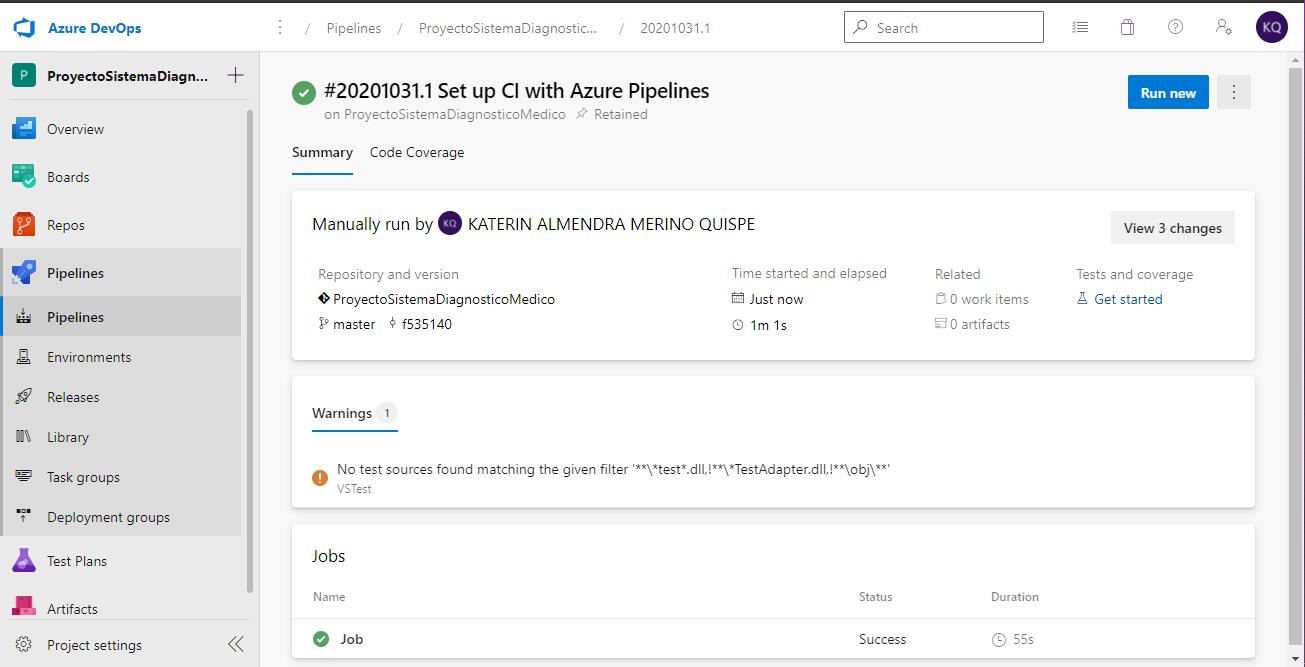 Azure DevOps
/ Pipelines / ProyectoSistemaDiagnostic... / 20201031.1
Search
KQ
P ProyectoSistemaDiagn...
Overview
Boards
Repos
Pipelines
Pipelines
Environments
Releases
Library
Task groups
Deployment groups
Test Plans
Artifacts
Project settings
#20201031.1 Set up CI with Azure Pipelines
on ProyectoSistemaDiagnosticoMedico Retained
Run new
Summary Code Coverage
Manually run by KQ KATERIN ALMENDRA MERINO QUISPE
View 3 changes
Repository and version
ProyectoSistemaDiagnosticoMedico
master f535140
Time started and elapsed
Just now
1m 1s
Related
0 work items
0 artifacts
Tests and coverage
Get started
Warnings 1
No test sources found matching the given filter '**\*test*.dll,!**\*TestAdapter.dll,!**\obj\**'
VSTest
Jobs
Name Status Duration
Job Success 55s